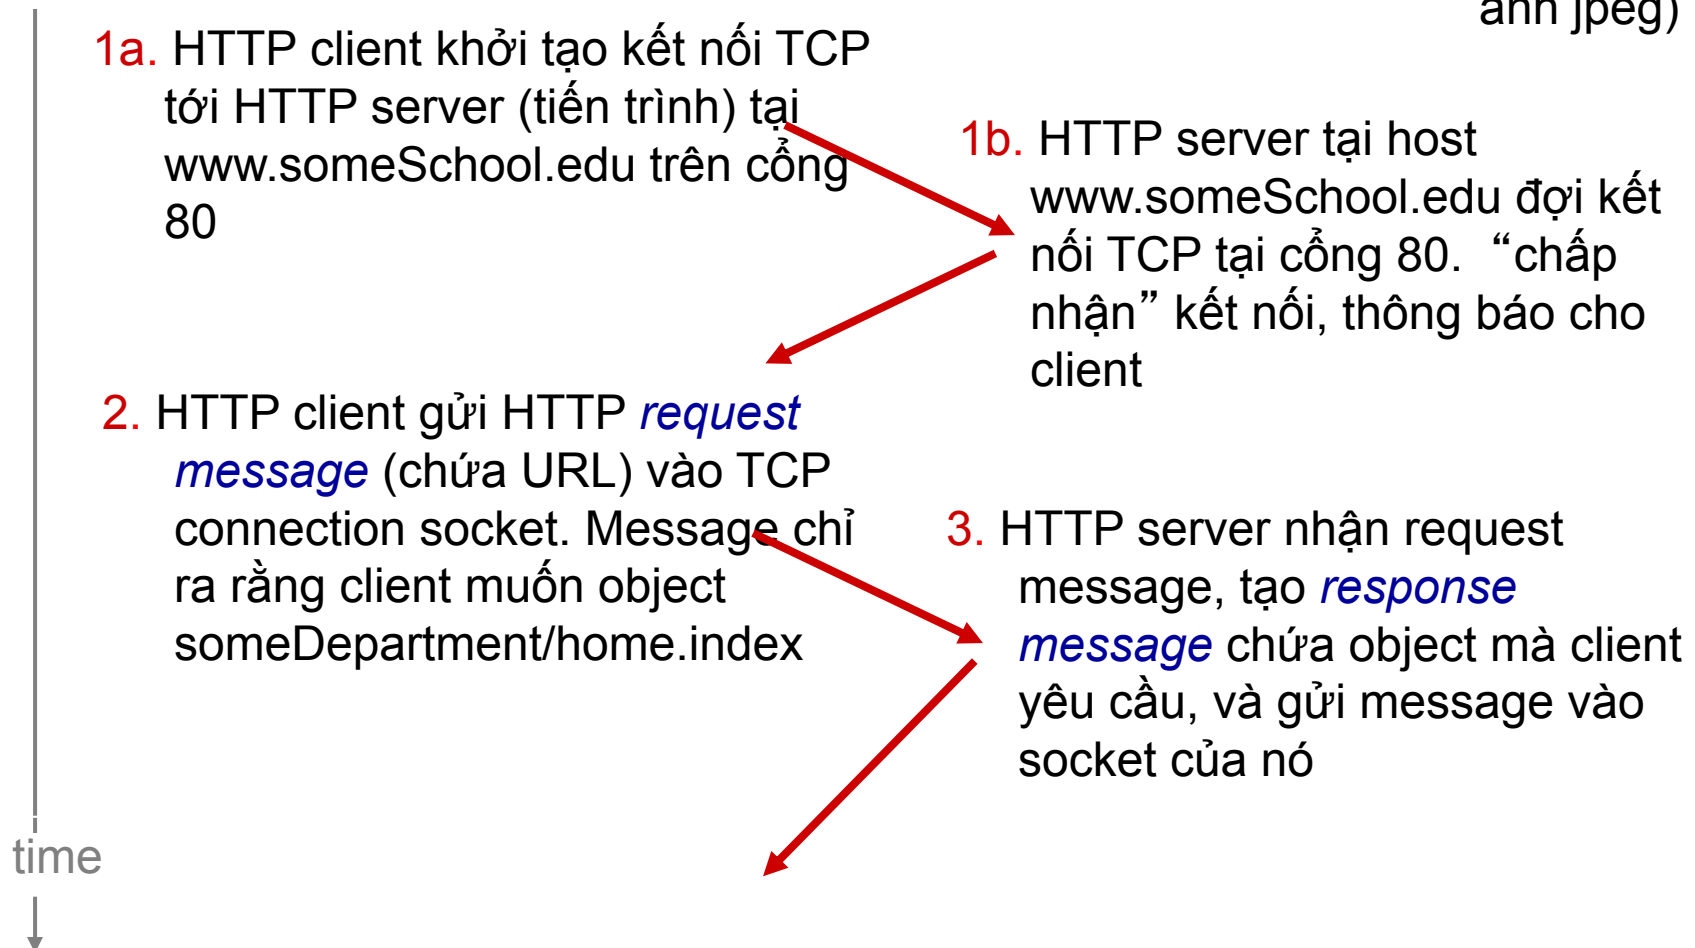 ảnh jpeg)
1a. HTTP client khởi tạo kết nối TCP
tới HTTP server (tiến trình) tại
www.someSchool.edu trên cổng
80
1b. HTTP server tại host
www.someSchool.edu đợi kết
nối TCP tại cổng 80. “chấp
nhận” kết nối, thông báo cho
client
2. HTTP client gửi HTTP request
message (chứa URL) vào TCP
connection socket. Message chỉ
ra rằng client muốn object
someDepartment/home.index
3. HTTP server nhận request
message, tạo response
message chứa object mà client
yêu cầu, và gửi message vào
socket của nó
time